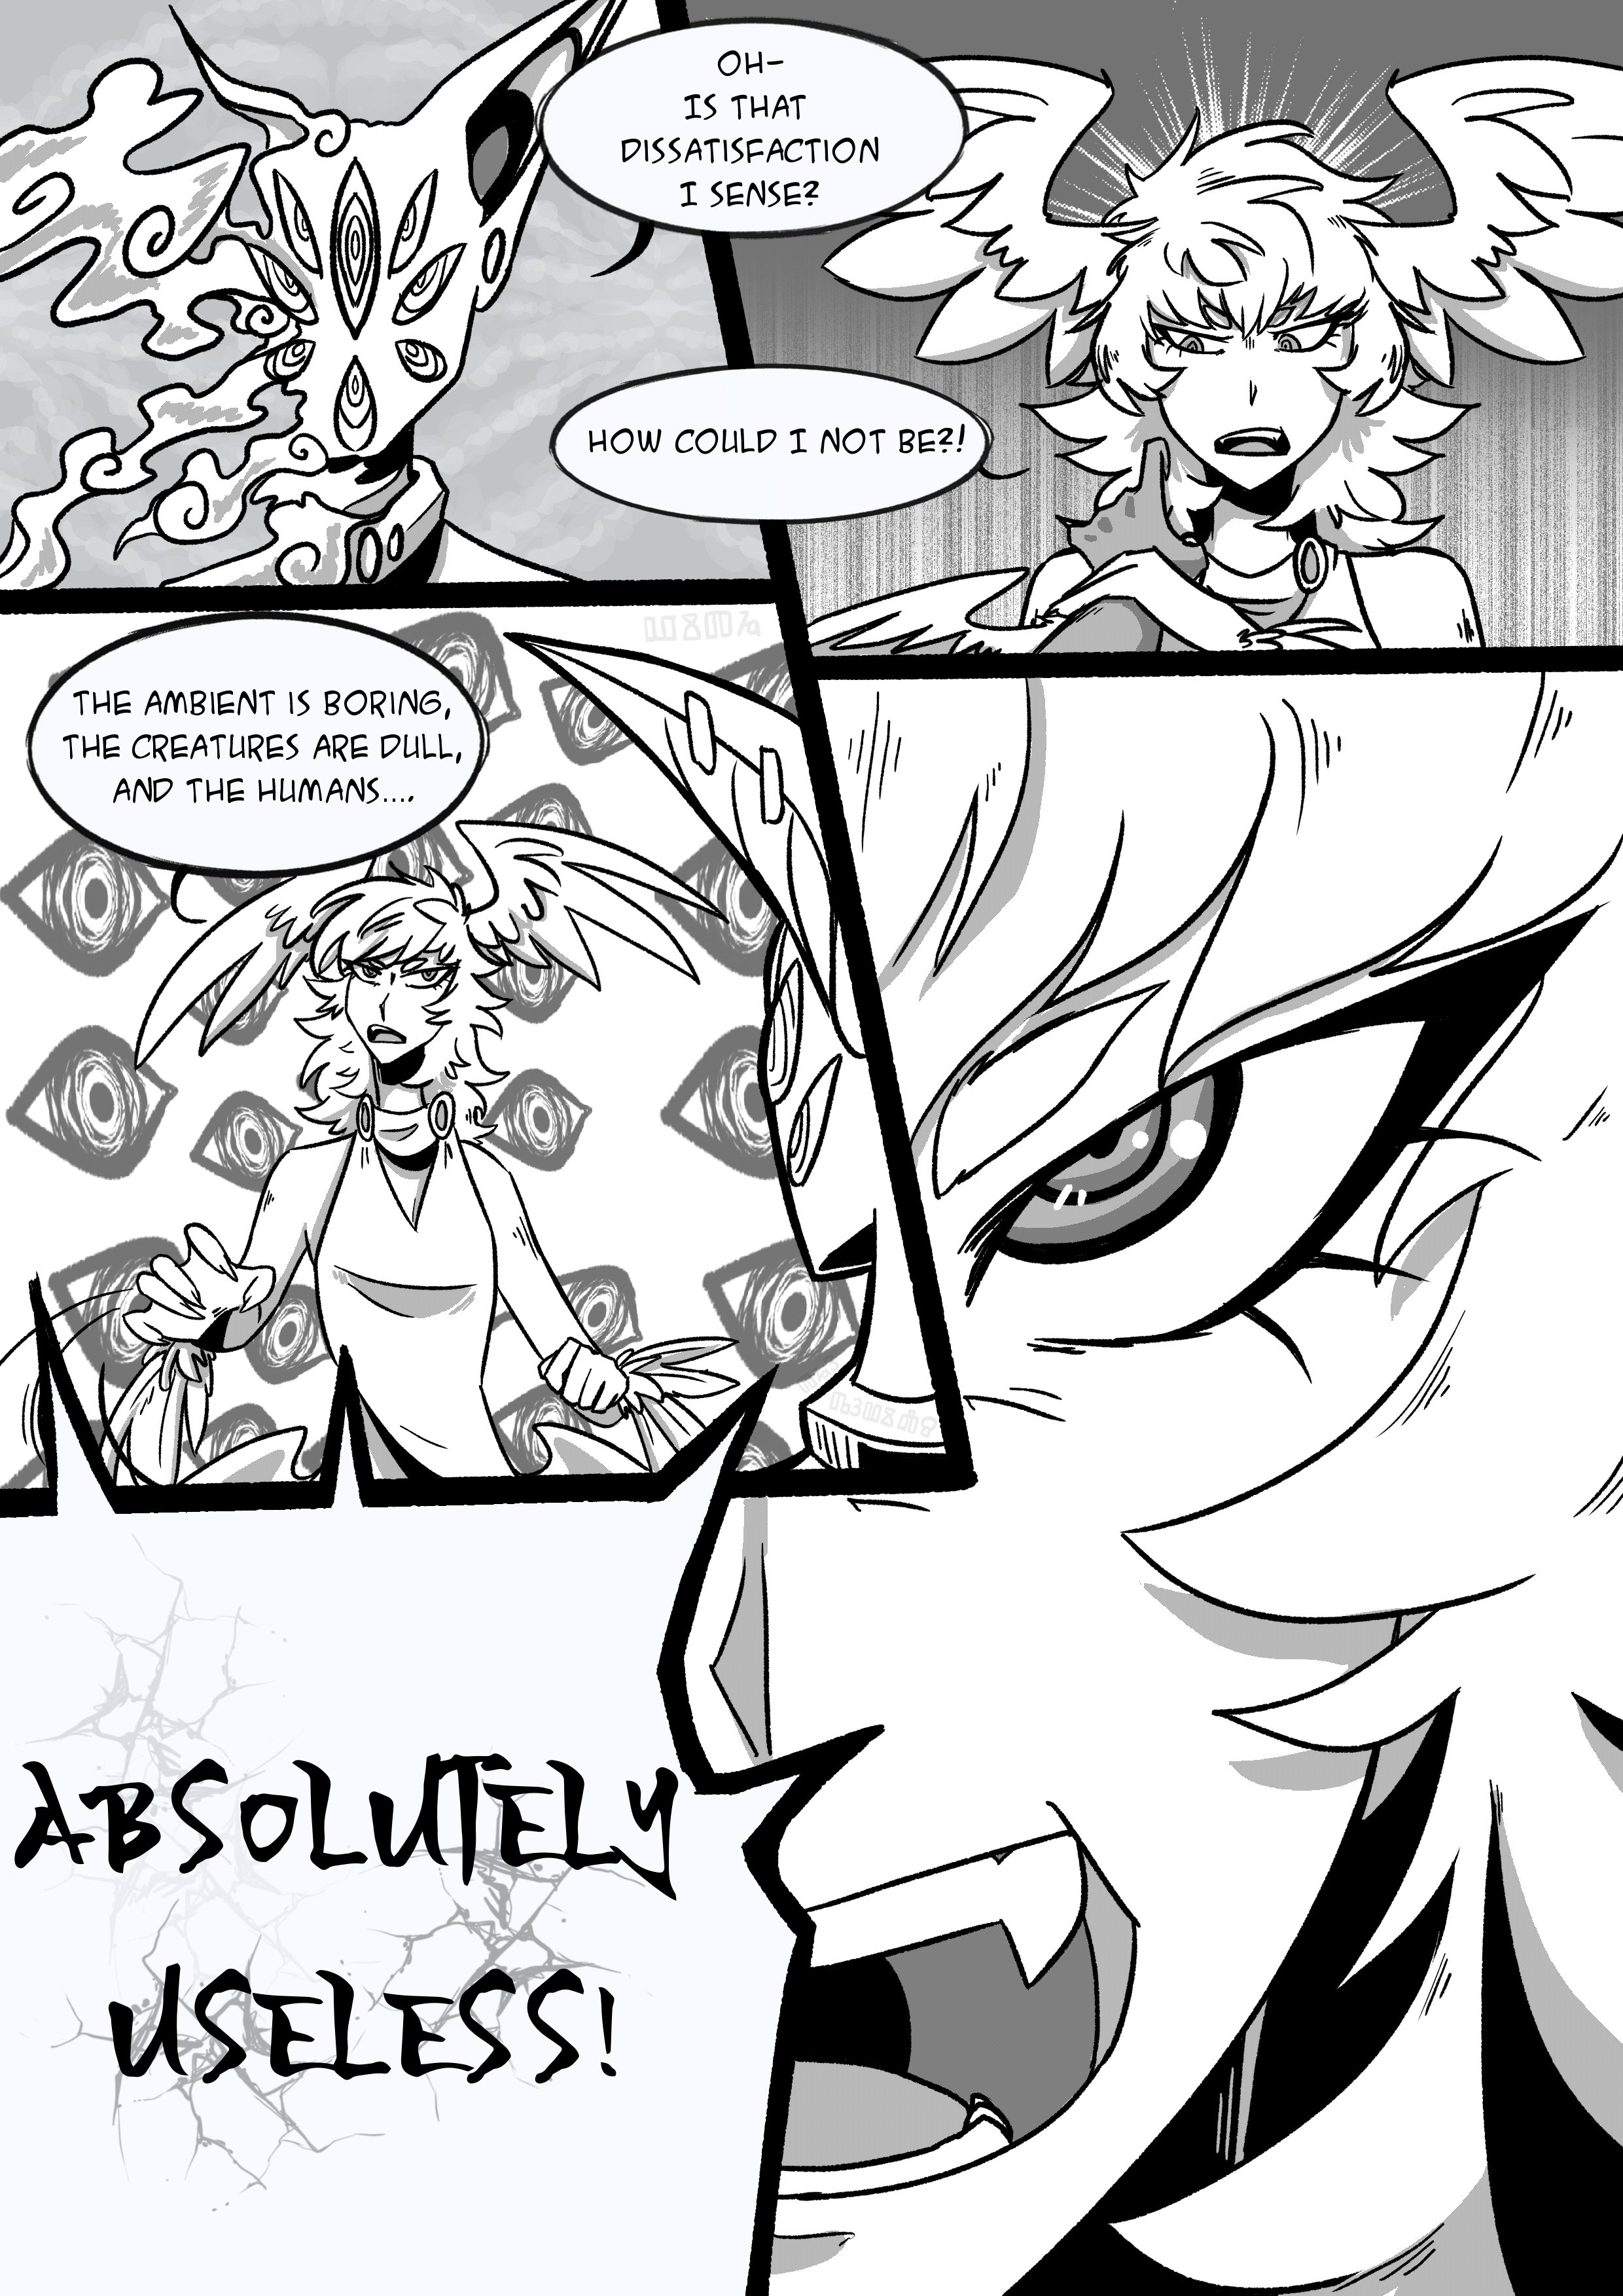 OH-
IS THAT
DISSATISFACTION
I SENSE?
HOW COULD I NOT BE?!
THE AMBIENT IS BORING,
THE CREATURES ARE DULL,
AND THE HUMANS....
ABSOLUTELY
USELESS!